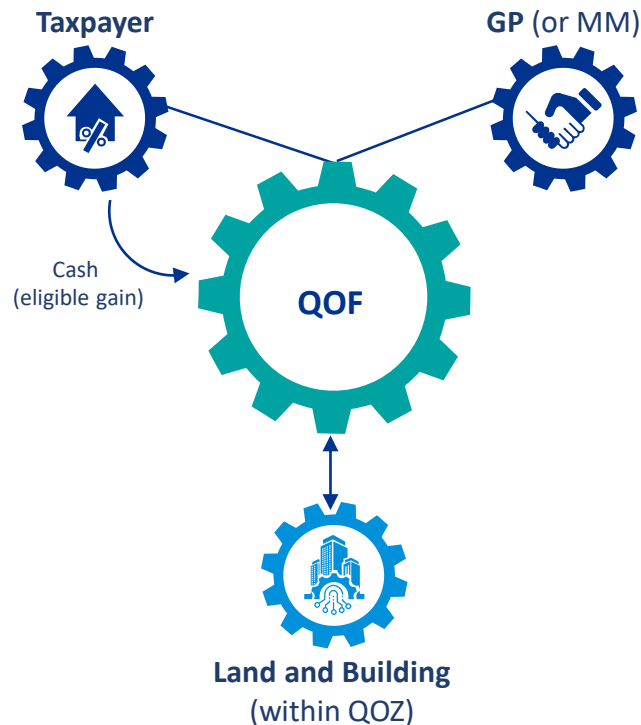 Taxpayer
GP (or MM)
Cash
(eligible gain)
QOF
Land and Building
(within QOZ)